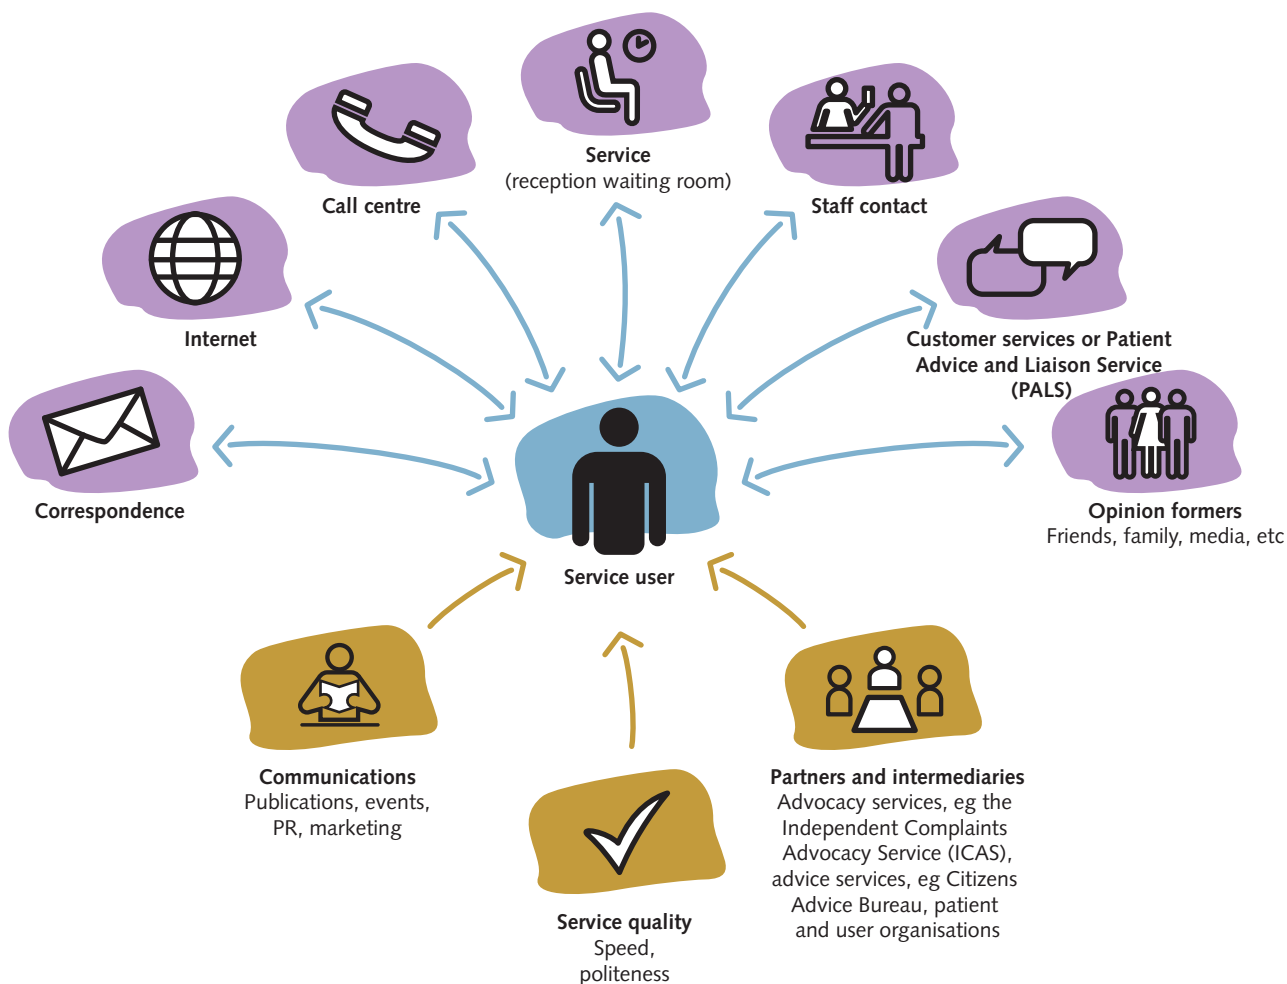 Service
(reception waiting room)
Call centre
Staff contact
Internet
Customer services or Patient
Advice and Liaison Service
(PALS)
Correspondence
Opinion formers
Friends, family, media, etc
Service user
Communications
Publications, events,
PR, marketing
Partners and intermediaries
Advocacy services, eg the
Independent Complaints
Advocacy Service (ICAS),
advice services, eg Citizens
Advice Bureau, patient
and user organisations
Service quality
Speed,
politeness